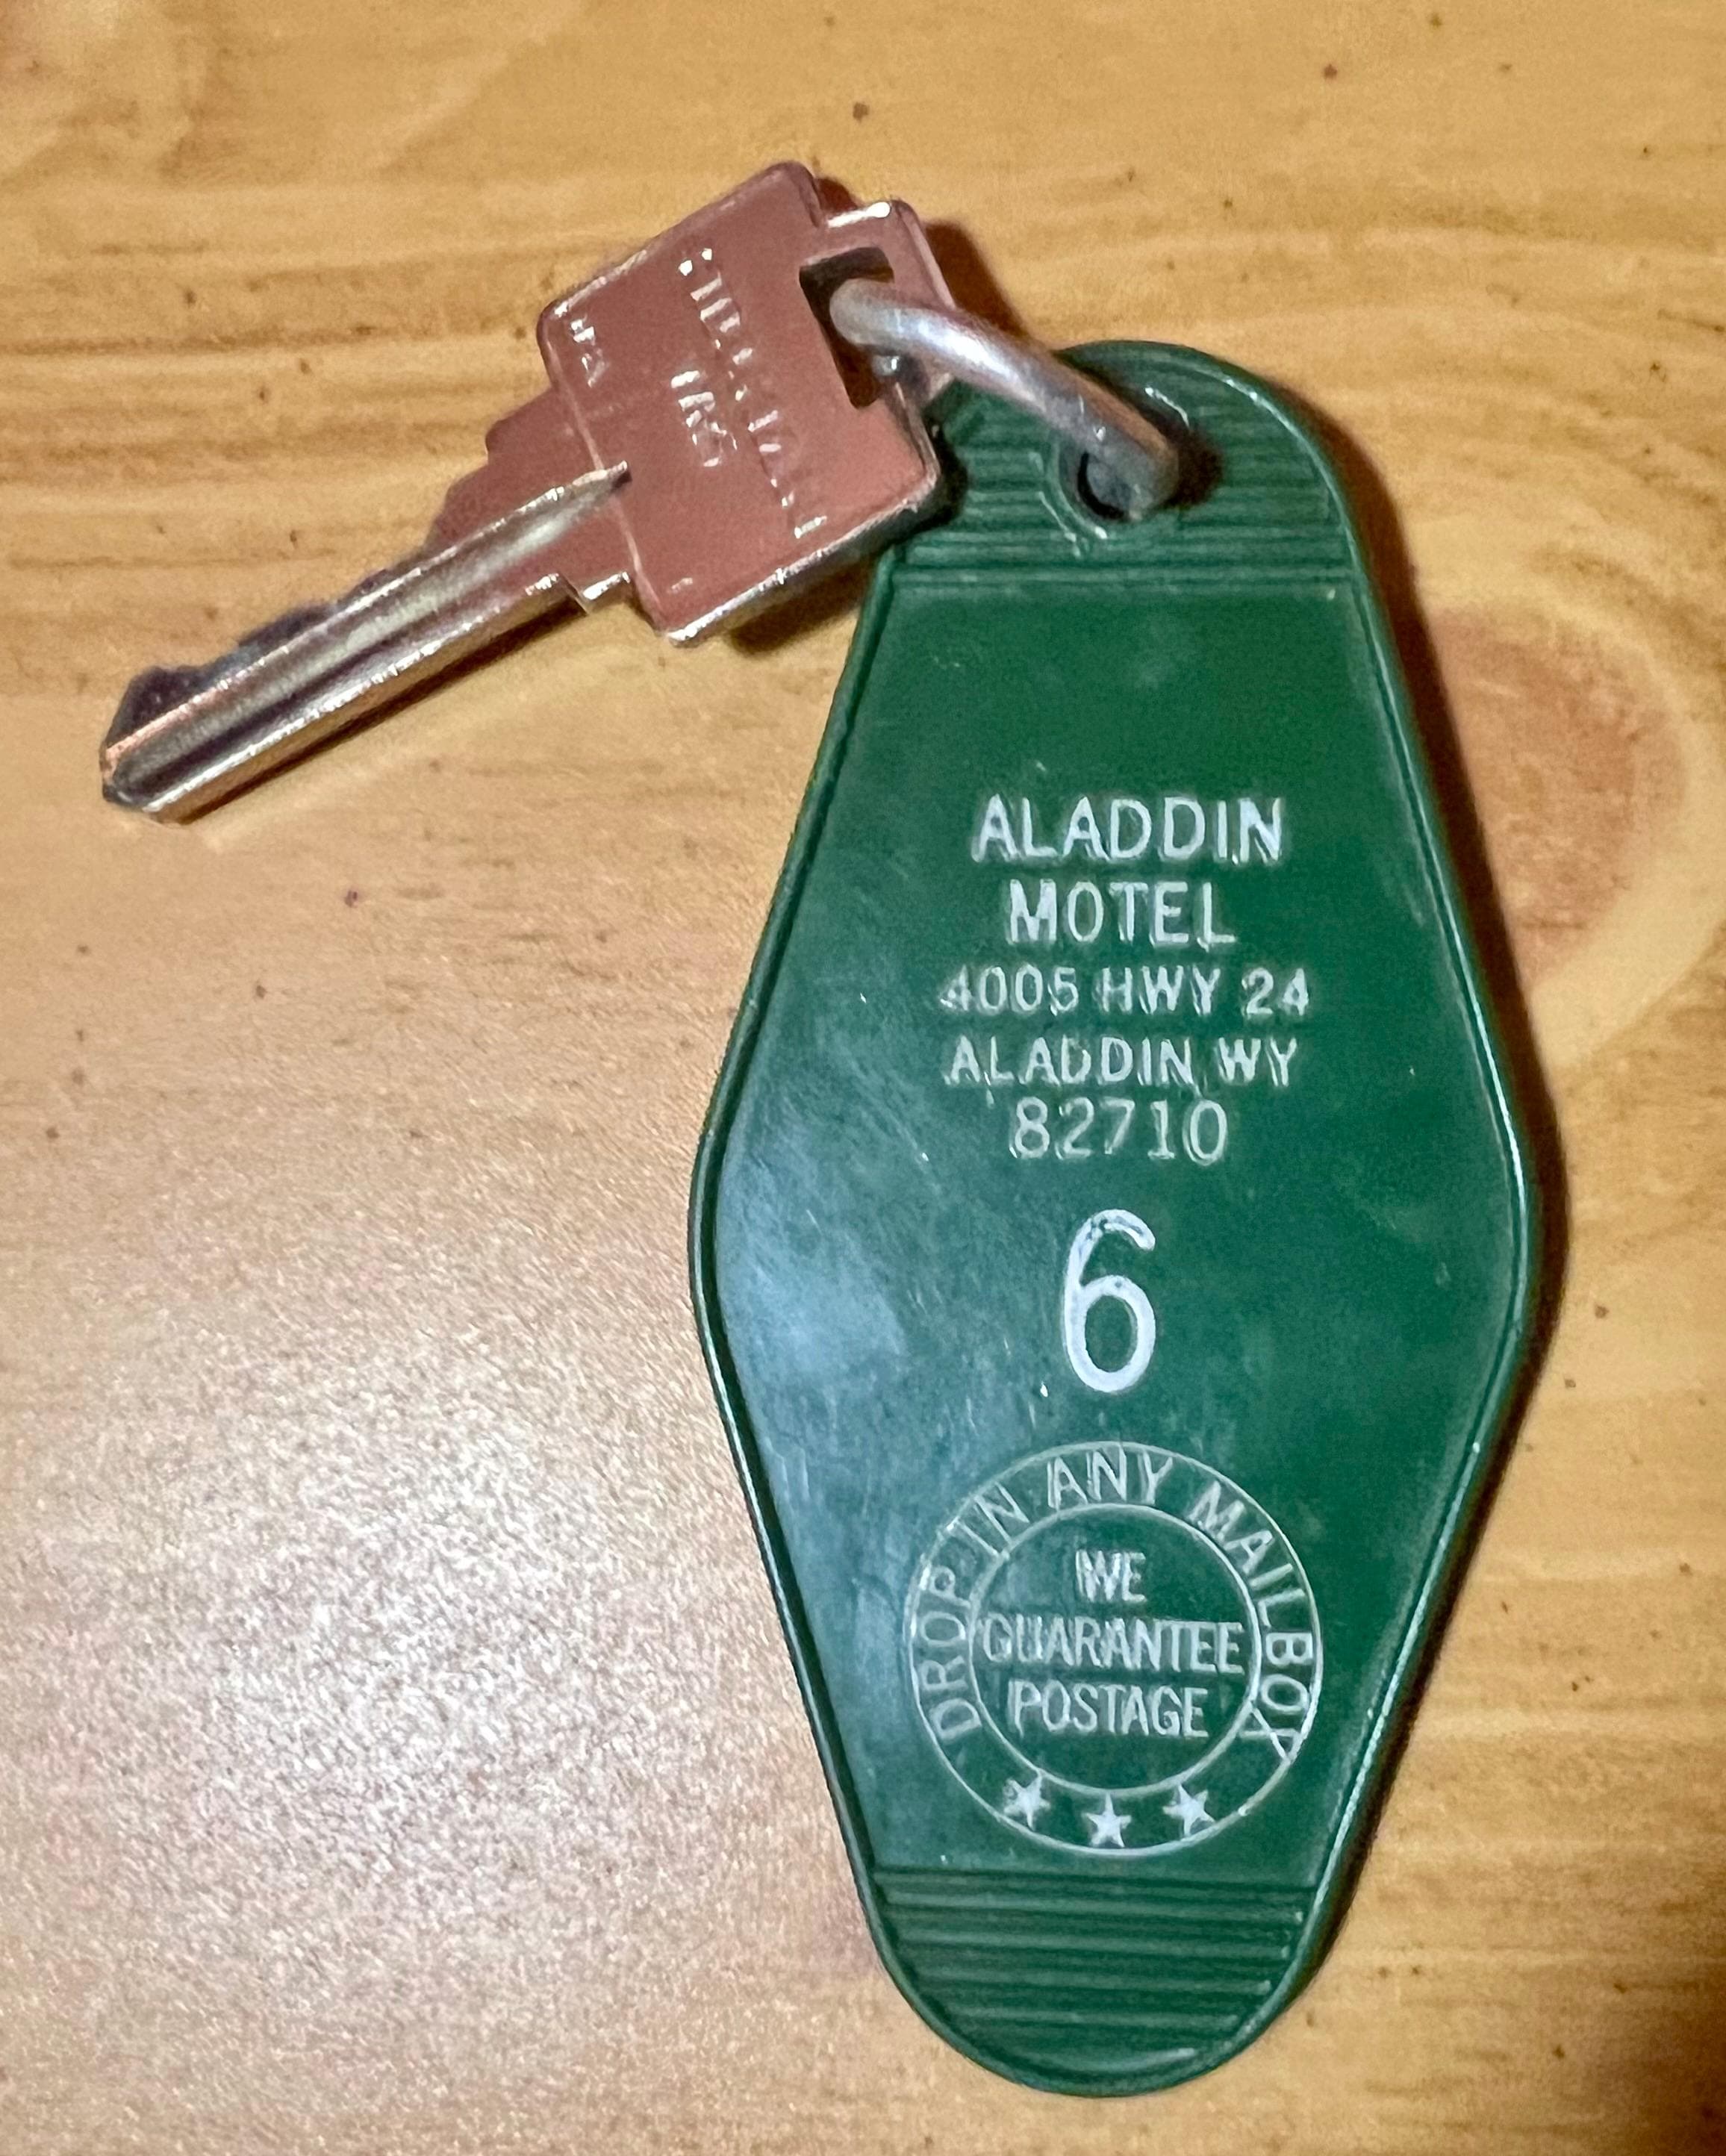 ALADDIN
MOTEL
4005 HWY 24
ALADDIN, WY
82710
6
DROP IN ANY MAILBOX
WE
GUARANTEE
POSTAGE